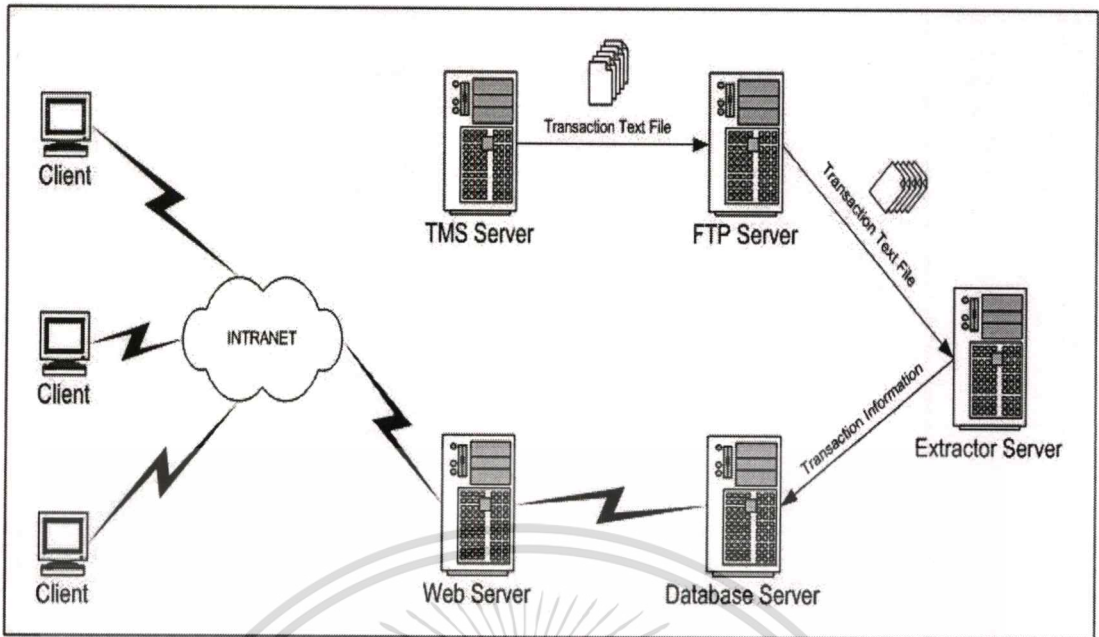 Transaction Text File
Client
TMS Server
FTP Server
Transaction Text File
INTRANET
Client
Transaction Information
Extractor Server
Client
Web Server
Database Server